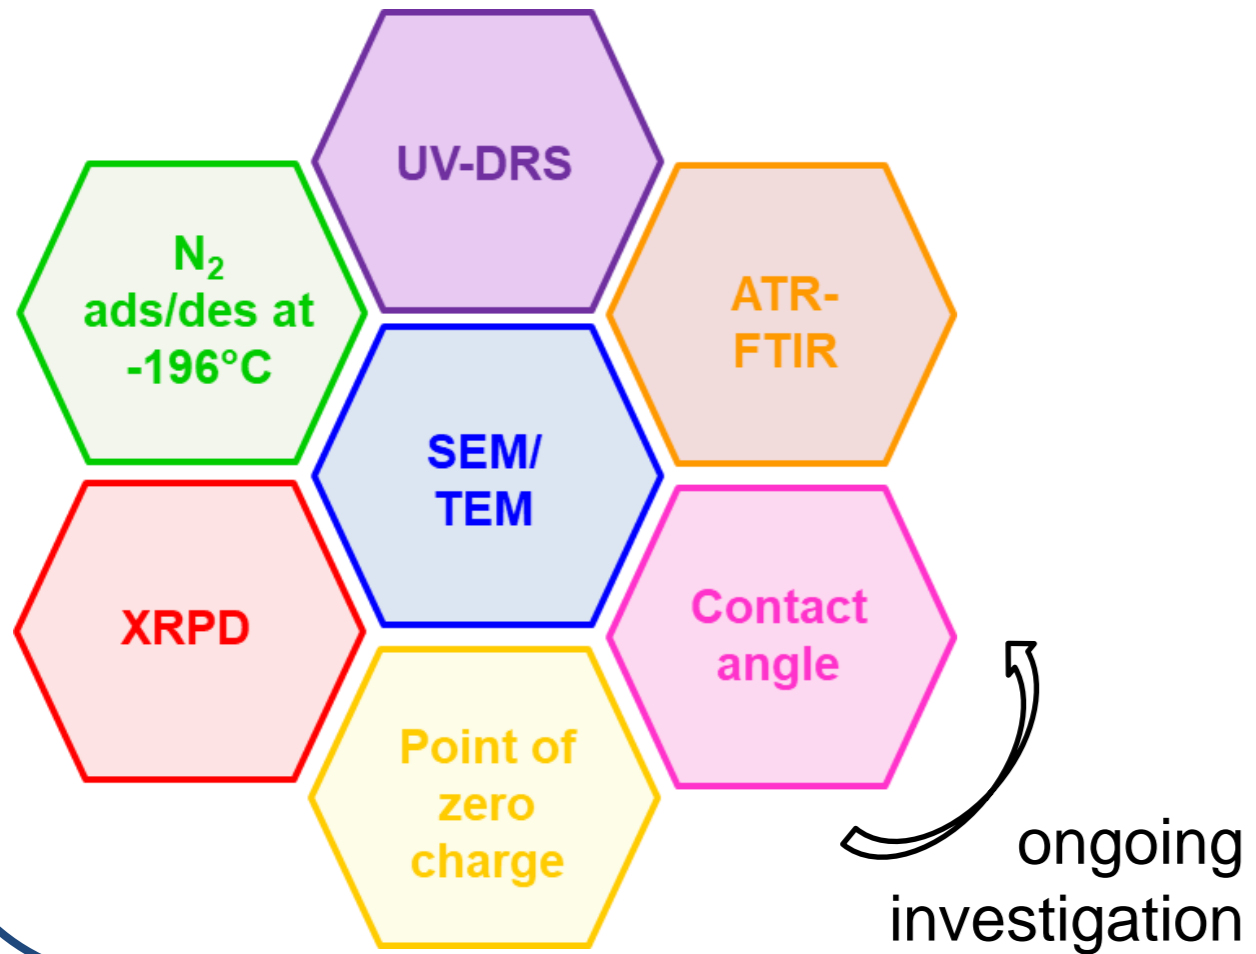 UV-DRS
N₂
ads/des at
-196°C
ATR-
FTIR
SEM/
TEM
XRPD
Contact
angle
Point of
zero
charge
ongoing
investigation